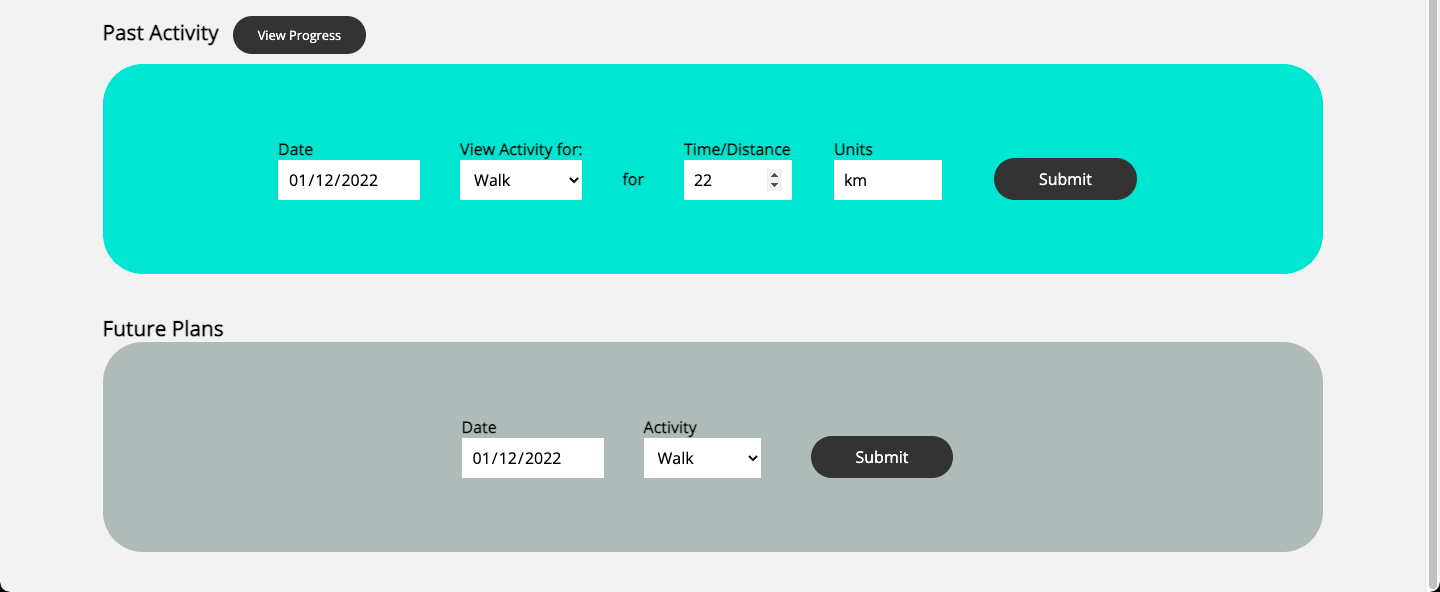 Past Activity View Progress
Date View Activity for: Time/Distance Units
01/12/2022 Walk for 22 km Submit
Future Plans
Date Activity
01/12/2022 Walk Submit